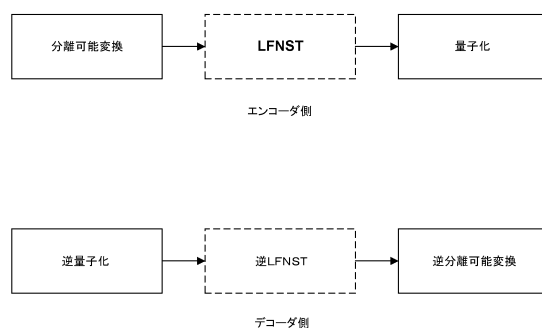 分離可能変換
LFNST
量子化
エンコーダ側
逆量子化
逆LFNST
逆分離可能変換
デコーダ側